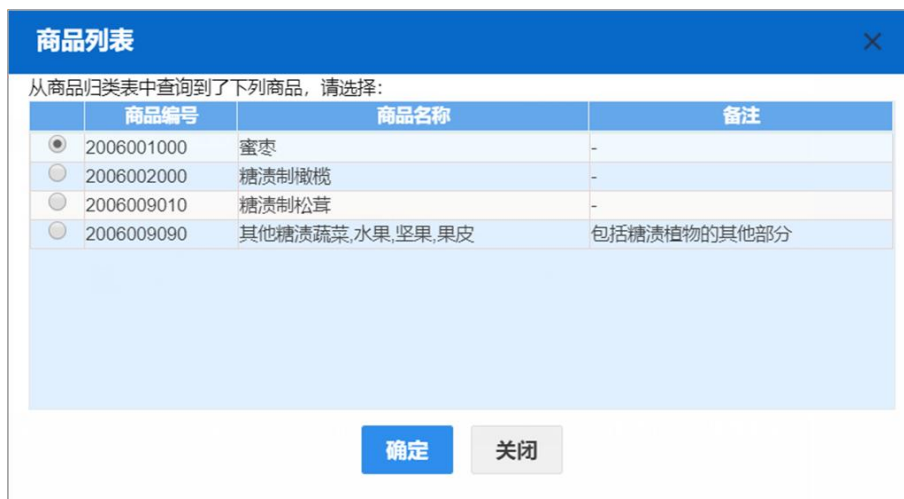 商品列表
从商品归类表中查询到了下列商品，请选择：
商品编号 商品名称 备注
2006001000 蜜枣 -
2006002000 糖渍制橄榄 -
2006009010 糖渍制松茸 -
2006009090 其他糖渍蔬菜,水果,坚果,果皮 包括糖渍植物的其他部分
确定 关闭